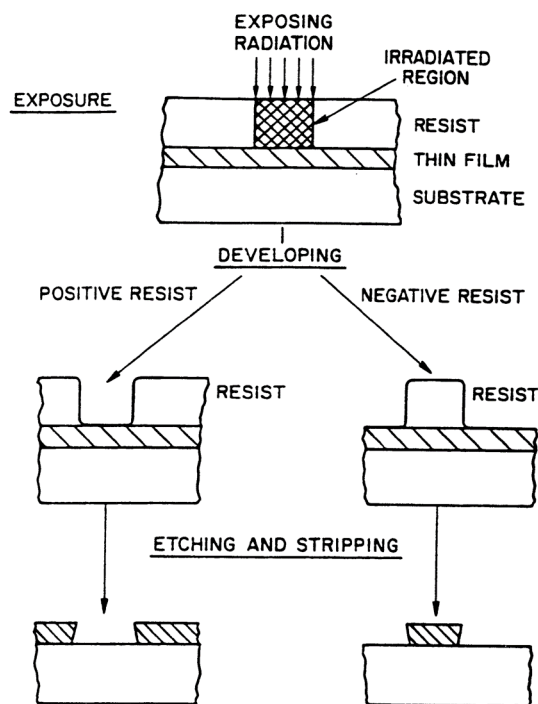 EXPOSING
RADIATION
IRRADIATED
REGION
EXPOSURE
RESIST
THIN FILM
SUBSTRATE
DEVELOPING
POSITIVE RESIST
NEGATIVE RESIST
RESIST
RESIST
ETCHING AND STRIPPING